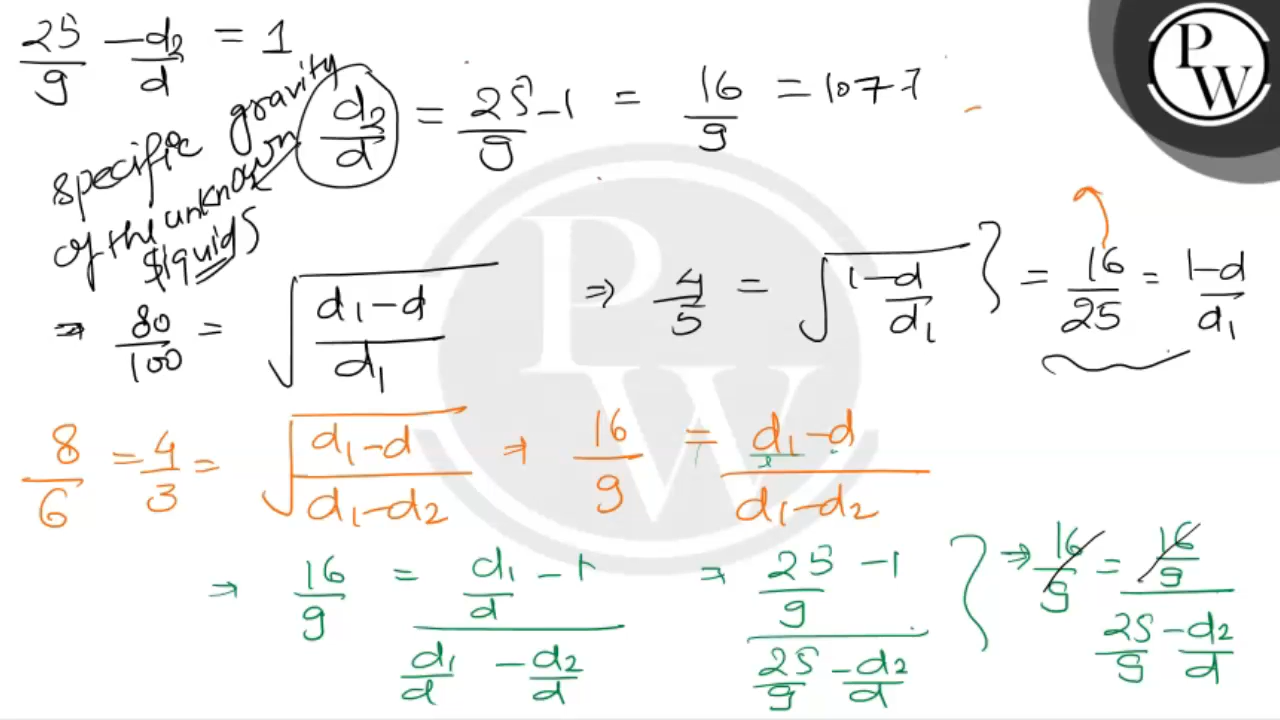 25/9 - d2/d = 1
specific gravity of the unknown liquids
d2/d = 25/9 - 1 = 16/9 = 1077
⇒ 80/100 = √(d1-d)/d1 ⇒ 4/5 = √1-d/d1 } = 16/25 = 1-d/d1
8/6 = 4/3 = √(d1-d)/(d1-d2) ⇒ 16/9 = (d1-d)/(d1-d2)
⇒ 16/9 = (d1/d - 1)/(d1/d - d2/d) ⇒ (25/9 - 1)/(25/9 - d2/d) } ⇒ 16/9 = (16/9)/(25/9 - d2/d)
PW
PW